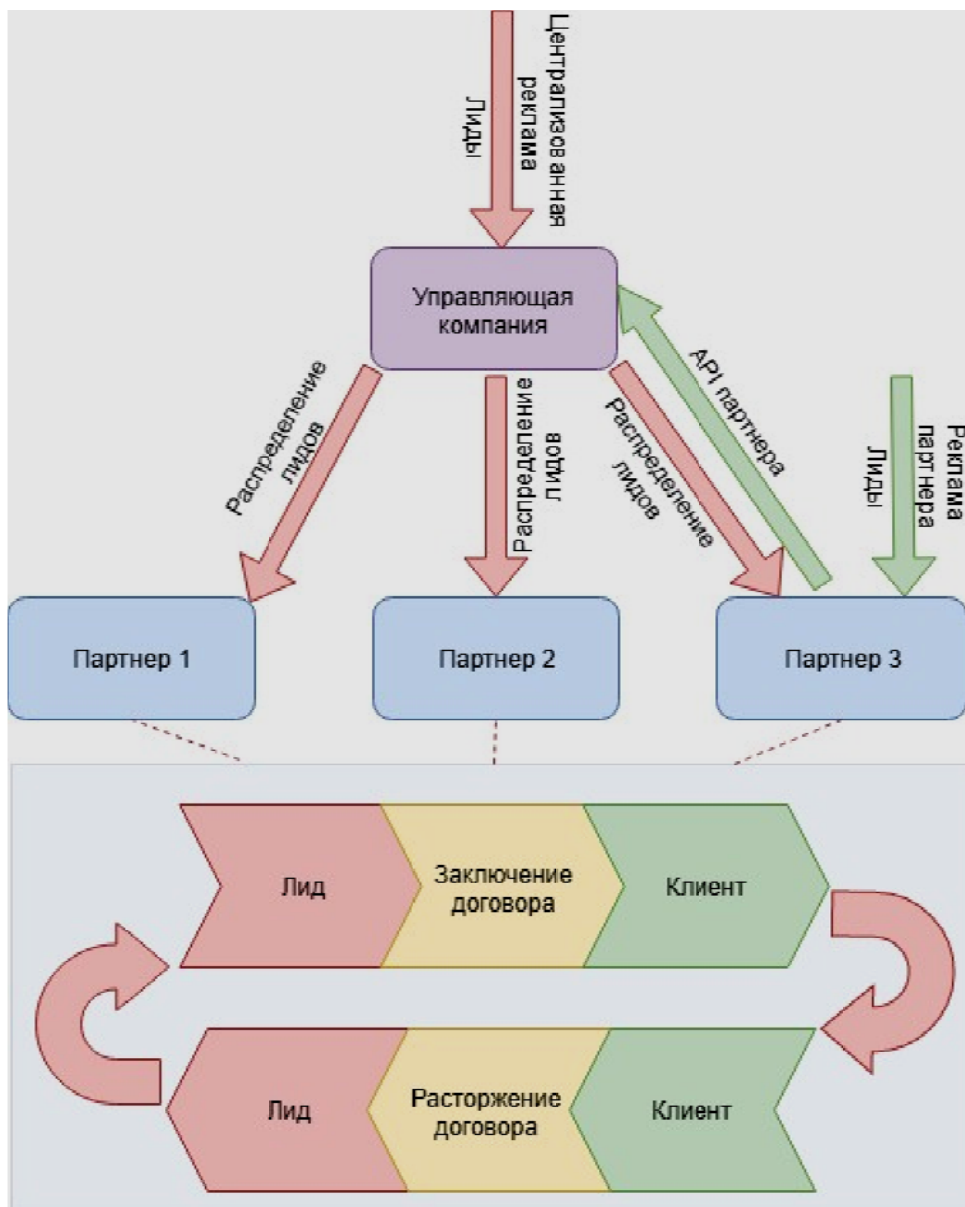 Централизованная
реклама
Лиды
Управляющая
компания
Распределение
лидов
Распределение
лидов
Распределение
лидов
API партнера
Реклама
партнера
Лиды
Партнер 1
Партнер 2
Партнер 3
Лид
Заключение
договора
Клиент
Лид
Расторжение
договора
Клиент